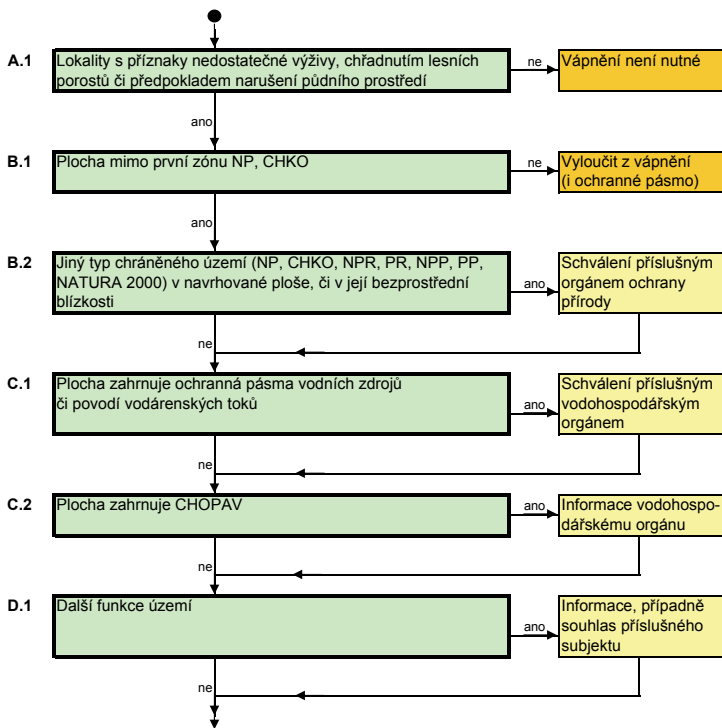 A.1
Lokality s příznaky nedostatečné výživy, chřadnutím lesních
porostů či předpokladem narušení půdního prostředí
ne
Vápnění není nutné
ano
B.1
Plocha mimo první zónu NP, CHKO
ne
Vyloučit z vápnění
(i ochranné pásmo)
ano
B.2
Jiný typ chráněného území (NP, CHKO, NPR, PR, NPP, PP,
NATURA 2000) v navrhované ploše, či v její bezprostřední
blízkosti
ano
Schválení příslušným
orgánem ochrany
přírody
ne
C.1
Plocha zahrnuje ochranná pásma vodních zdrojů
či povodí vodárenských toků
ano
Schválení příslušným
vodohospodářským
orgánem
ne
C.2
Plocha zahrnuje CHOPAV
ano
Informace vodohospo-
dářskému orgánu
ne
D.1
Další funkce území
ano
Informace, případně
souhlas příslušného
subjektu
ne